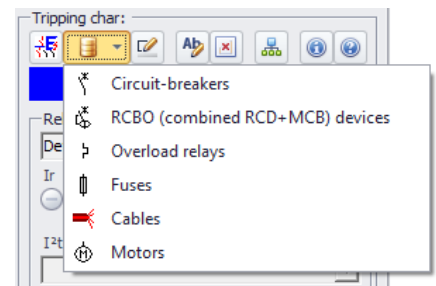 Tripping char:
Circuit-breakers
Re
RCBO (combined RCD+MCB) devices
De
Overload relays
Ir
Fuses
Cables
I²t
Motors